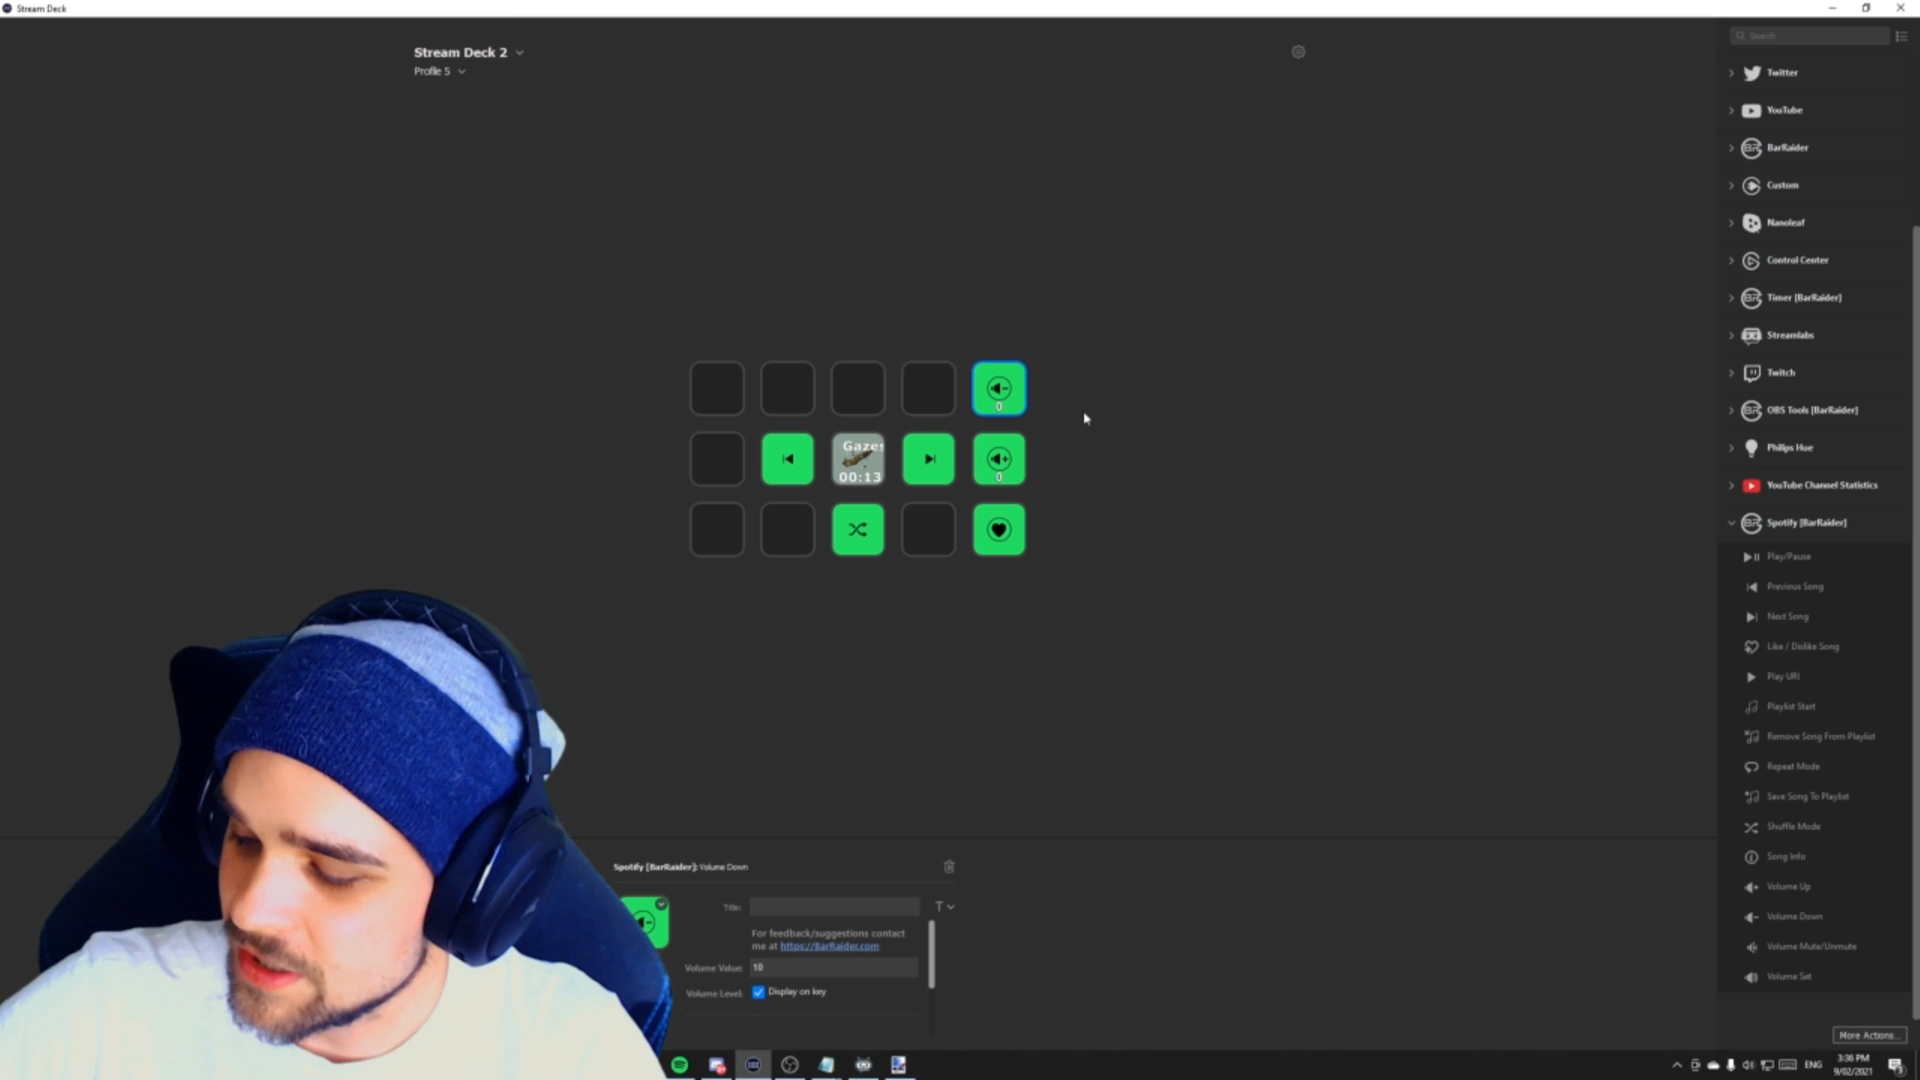 Stream Deck
Stream Deck 2
Profile 5
Search
Twitter
YouTube
BarRaider
Custom
Nanoleaf
Control Center
Timer [BarRaider]
Streamlabs
Twitch
OBS Tools [BarRaider]
Philips Hue
YouTube Channel Statistics
Spotify [BarRaider]
Play/Pause
Previous Song
Next Song
Like / Dislike Song
Play URI
Playlist Start
Remove Song From Playlist
Repeat Mode
Save Song To Playlist
Shuffle Mode
Song Info
Volume Up
Volume Down
Volume Mute/Unmute
Volume Set
More Actions...
0
Gazes
00:13
0
Spotify [BarRaider]: Volume Down
Title:
T
For feedback/suggestions contact
me at https://BarRaider.com
Volume Value: 10
Volume Level: Display on key
ENG
3:36 PM
9/02/2021